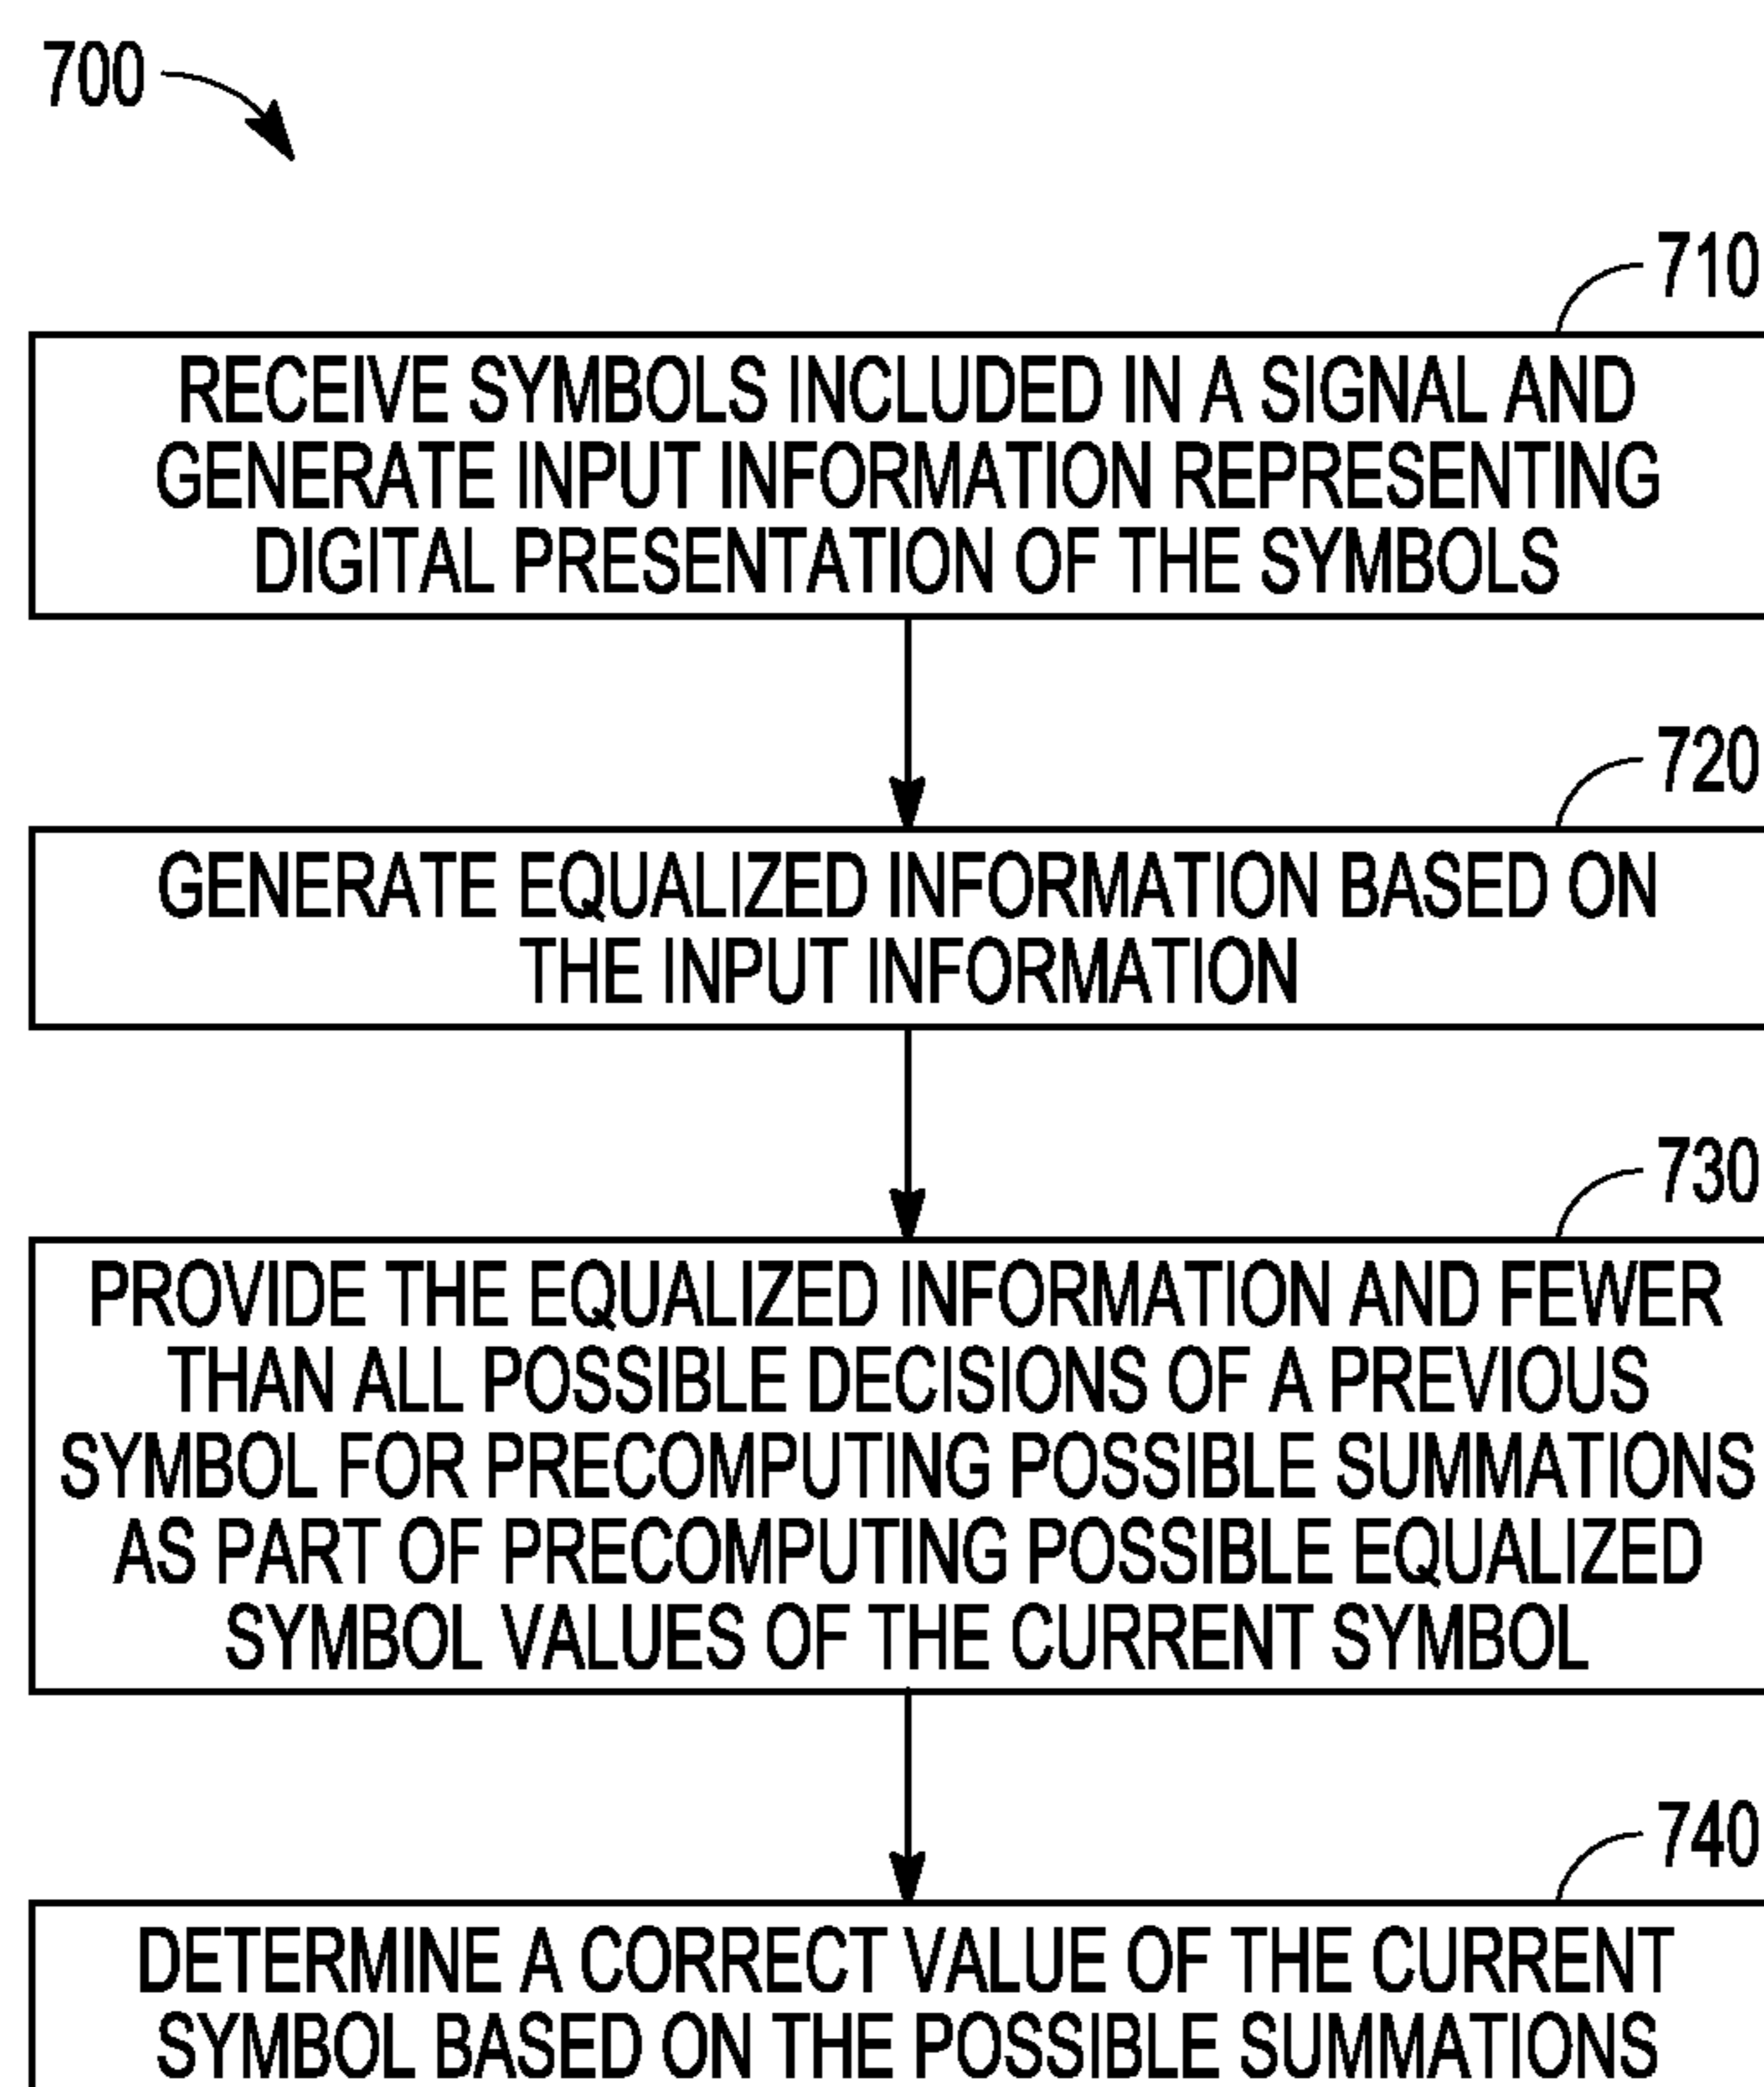 700
710
RECEIVE SYMBOLS INCLUDED IN A SIGNAL AND
GENERATE INPUT INFORMATION REPRESENTING
DIGITAL PRESENTATION OF THE SYMBOLS
720
GENERATE EQUALIZED INFORMATION BASED ON
THE INPUT INFORMATION
730
PROVIDE THE EQUALIZED INFORMATION AND FEWER
THAN ALL POSSIBLE DECISIONS OF A PREVIOUS
SYMBOL FOR PRECOMPUTING POSSIBLE SUMMATIONS
AS PART OF PRECOMPUTING POSSIBLE EQUALIZED
SYMBOL VALUES OF THE CURRENT SYMBOL
740
DETERMINE A CORRECT VALUE OF THE CURRENT
SYMBOL BASED ON THE POSSIBLE SUMMATIONS